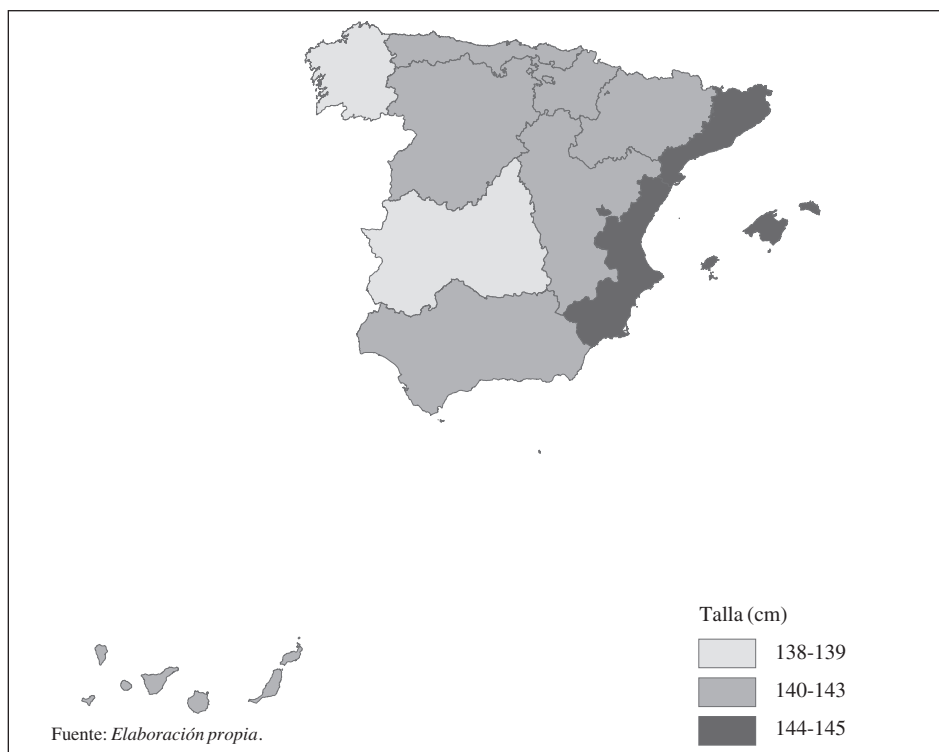 Talla (cm)
138-139
140-143
144-145
Fuente: Elaboración propia.